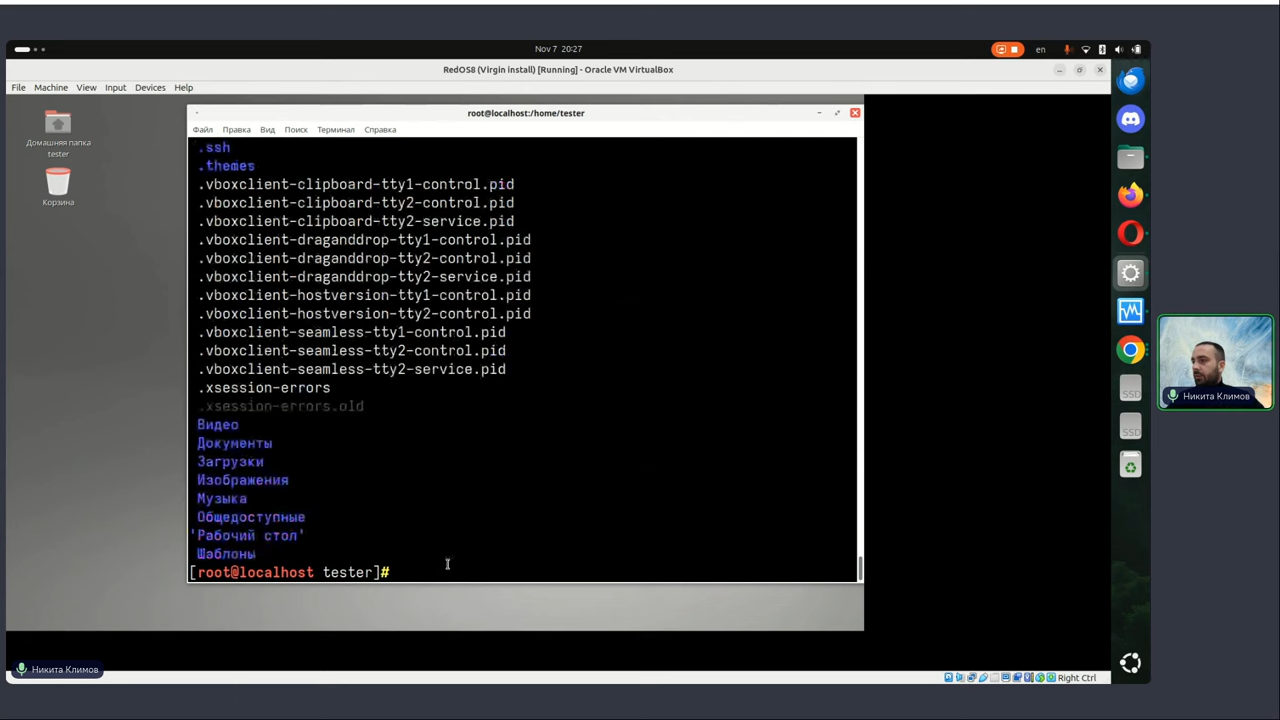 Nov 7 20:27
en
RedOS8 (Virgin install) [Running] - Oracle VM VirtualBox
File Machine View Input Devices Help
root@localhost:/home/tester
Файл Правка Вид Поиск Терминал Справка
Домашняя папка
tester
Корзина
.ssh
.themes
.vboxclient-clipboard-tty1-control.pid
.vboxclient-clipboard-tty2-control.pid
.vboxclient-clipboard-tty2-service.pid
.vboxclient-draganddrop-tty1-control.pid
.vboxclient-draganddrop-tty2-control.pid
.vboxclient-draganddrop-tty2-service.pid
.vboxclient-hostversion-tty1-control.pid
.vboxclient-hostversion-tty2-control.pid
.vboxclient-seamless-tty1-control.pid
.vboxclient-seamless-tty2-control.pid
.vboxclient-seamless-tty2-service.pid
.xsession-errors
.xsession-errors.old
Видео
Документы
Загрузки
Изображения
Музыка
Общедоступные
'Рабочий стол'
Шаблоны
[root@localhost tester]#
SSD
SSD
Никита Климов
Никита Климов
Right Ctrl